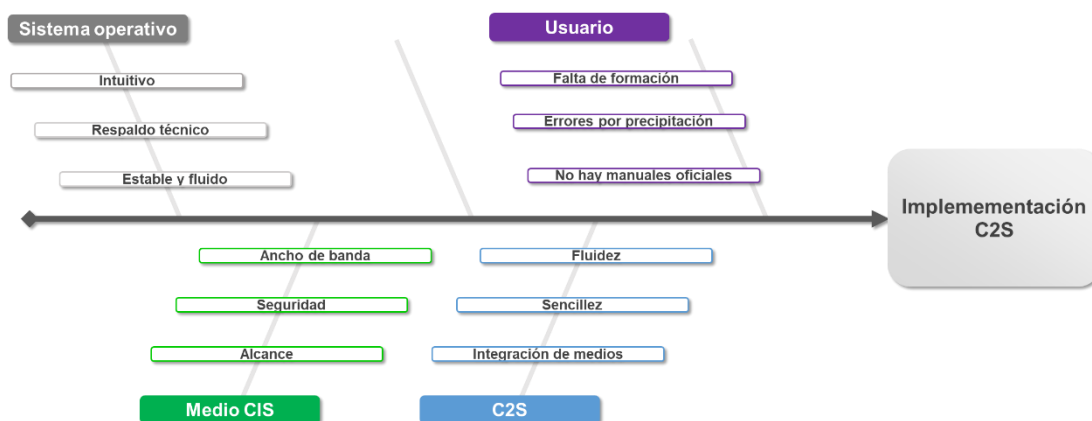 Sistema operativo
Usuario
Intuitivo
Falta de formación
Respaldo técnico
Errores por precipitación
Estable y fluido
No hay manuales oficiales
Implemementación
C2S
Ancho de banda
Fluidez
Seguridad
Sencillez
Alcance
Integración de medios
Medio CIS
C2S